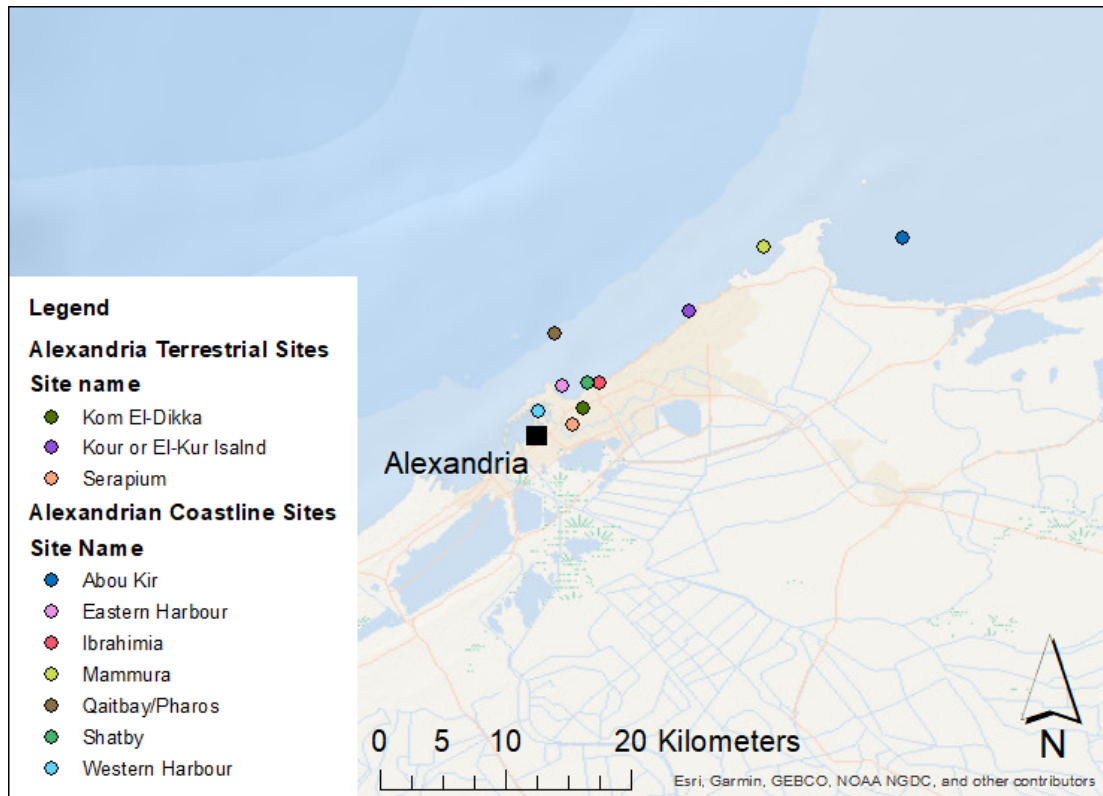 Legend
Alexandria Terrestrial Sites
Site name
Kom El-Dikka
Kour or El-Kur Isalnd
Serapium
Alexandrian Coastline Sites
Site Name
Abou Kir
Eastern Harbour
Ibrahimia
Mammura
Qaitbay/Pharos
Shatby
Western Harbour
Alexandria
0 5 10 20 Kilometers
N
Esri, Garmin, GEBCO, NOAA NGDC, and other contributors